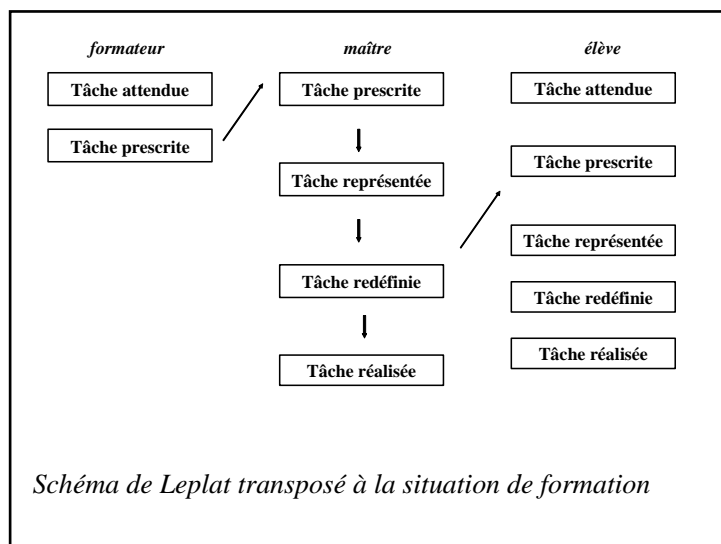 formateur
Tâche attendue
Tâche prescrite
maître
Tâche prescrite
Tâche représentée
Tâche redéfinie
Tâche réalisée
élève
Tâche attendue
Tâche prescrite
Tâche représentée
Tâche redéfinie
Tâche réalisée
Schéma de Leplat transposé à la situation de formation